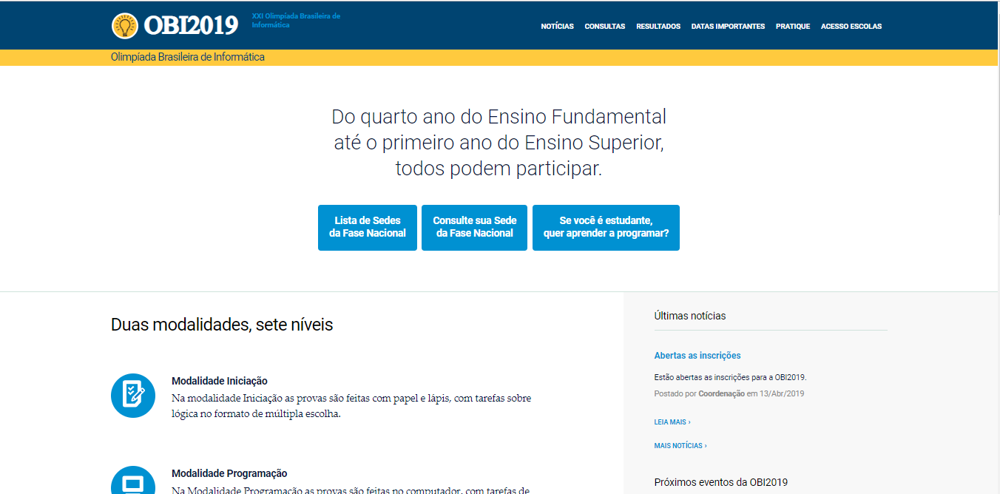 OBI2019
XXI Olimpíada Brasileira de
Informática
NOTÍCIAS CONSULTAS RESULTADOS DATAS IMPORTANTES PRATIQUE ACESSO ESCOLAS
Olimpíada Brasileira de Informática
Do quarto ano do Ensino Fundamental
até o primeiro ano do Ensino Superior,
todos podem participar.
Lista de Sedes
da Fase Nacional
Consulte sua Sede
da Fase Nacional
Se você é estudante,
quer aprender a programar?
Duas modalidades, sete níveis
Modalidade Iniciação
Na modalidade Iniciação as provas são feitas com papel e lápis, com tarefas sobre
lógica no formato de múltipla escolha.
Modalidade Programação
Na Modalidade Programação as provas são feitas no computador, com tarefas de
Últimas notícias
Abertas as inscrições
Estão abertas as inscrições para a OBI2019.
Postado por Coordenação em 13/Abr/2019
LEIA MAIS ›
MAIS NOTÍCIAS ›
Próximos eventos da OBI2019